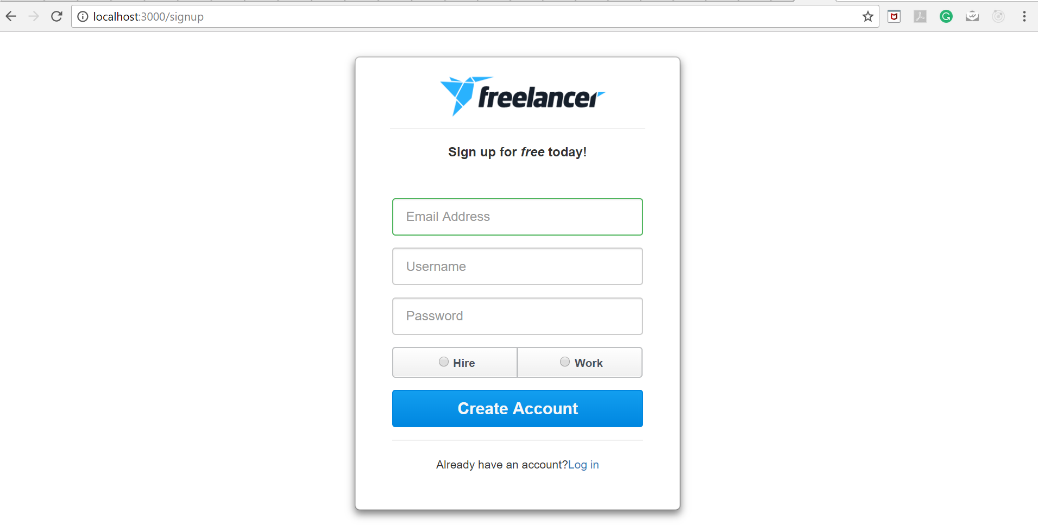 localhost:3000/signup
freelancer
Sign up for free today!
Email Address
Username
Password
Hire Work
Create Account
Already have an account?Log in